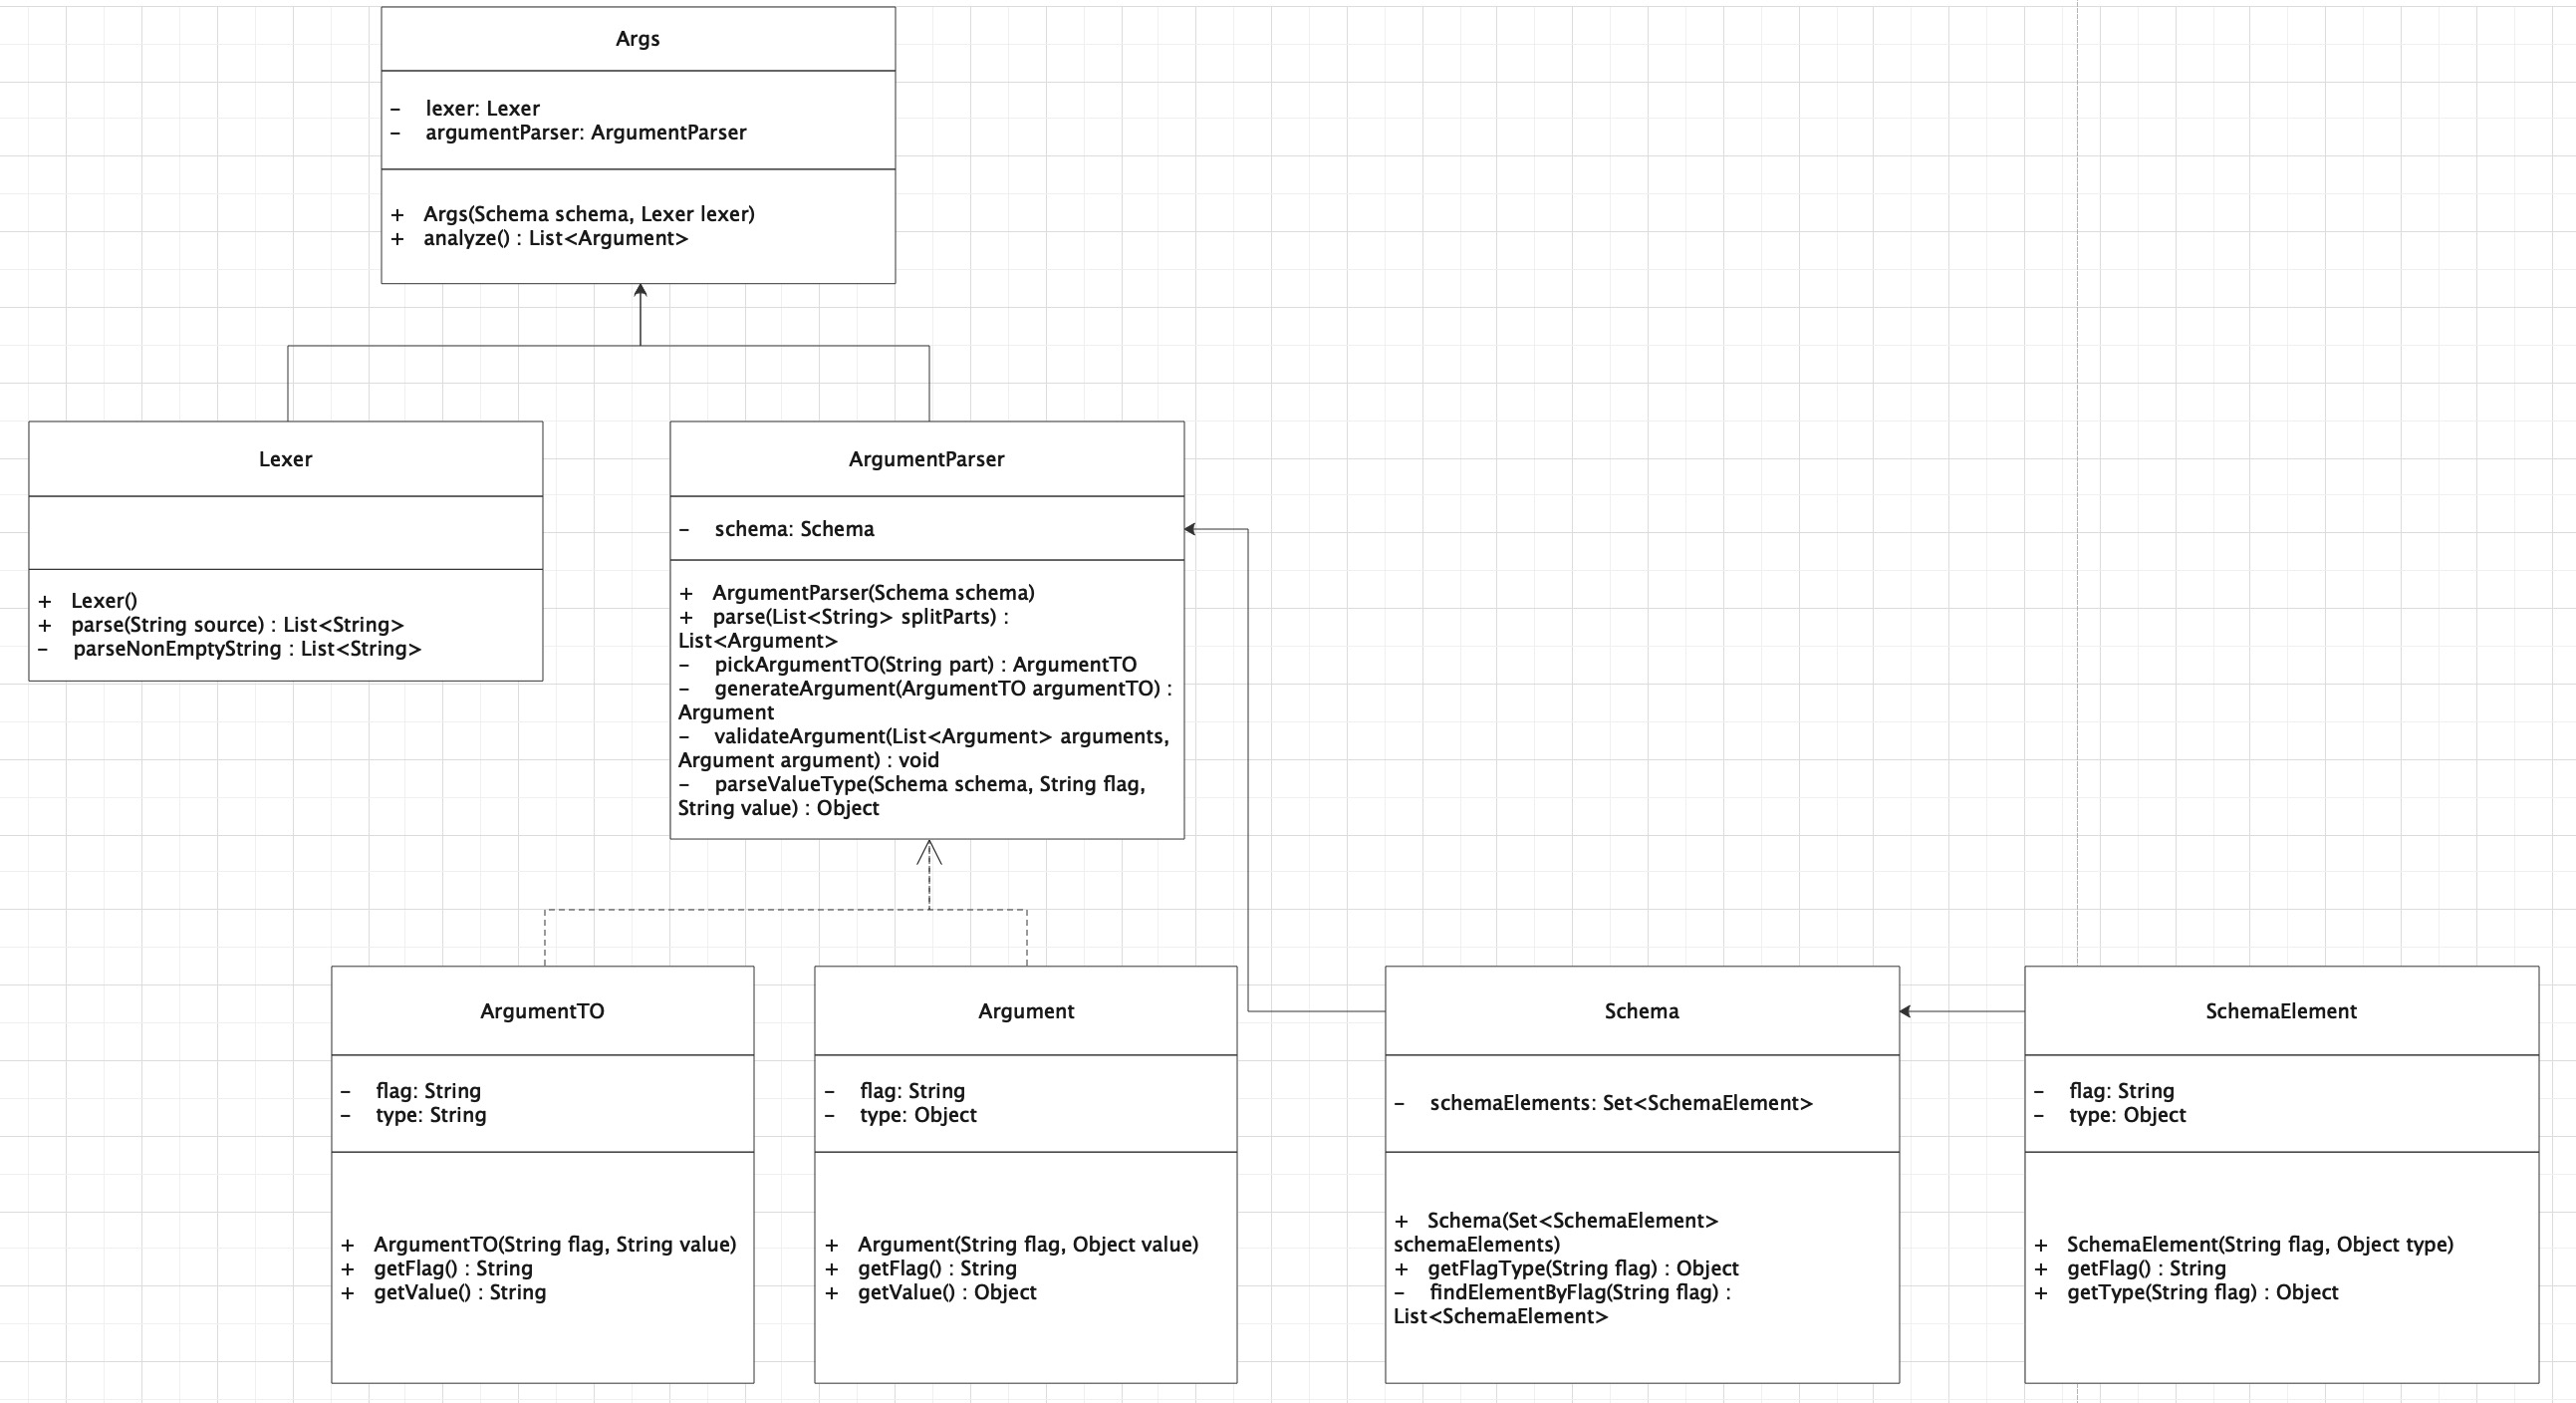 Args
- lexer: Lexer
- argumentParser: ArgumentParser
+ Args(Schema schema, Lexer lexer)
+ analyze() : List<Argument>
Lexer
+ Lexer()
+ parse(String source) : List<String>
- parseNonEmptyString : List<String>
ArgumentParser
- schema: Schema
+ ArgumentParser(Schema schema)
+ parse(List<String> splitParts) :
List<Argument>
- pickArgumentTO(String part) : ArgumentTO
- generateArgument(ArgumentTO argumentTO) :
Argument
- validateArgument(List<Argument> arguments,
Argument argument) : void
- parseValueType(Schema schema, String flag,
String value) : Object
ArgumentTO
- flag: String
- type: String
+ ArgumentTO(String flag, String value)
+ getFlag() : String
+ getValue() : String
Argument
- flag: String
- type: Object
+ Argument(String flag, Object value)
+ getFlag() : String
+ getValue() : Object
Schema
- schemaElements: Set<SchemaElement>
+ Schema(Set<SchemaElement>
schemaElements)
+ getFlagType(String flag) : Object
- findElementByFlag(String flag) :
List<SchemaElement>
SchemaElement
- flag: String
- type: Object
+ SchemaElement(String flag, Object type)
+ getFlag() : String
+ getType(String flag) : Object